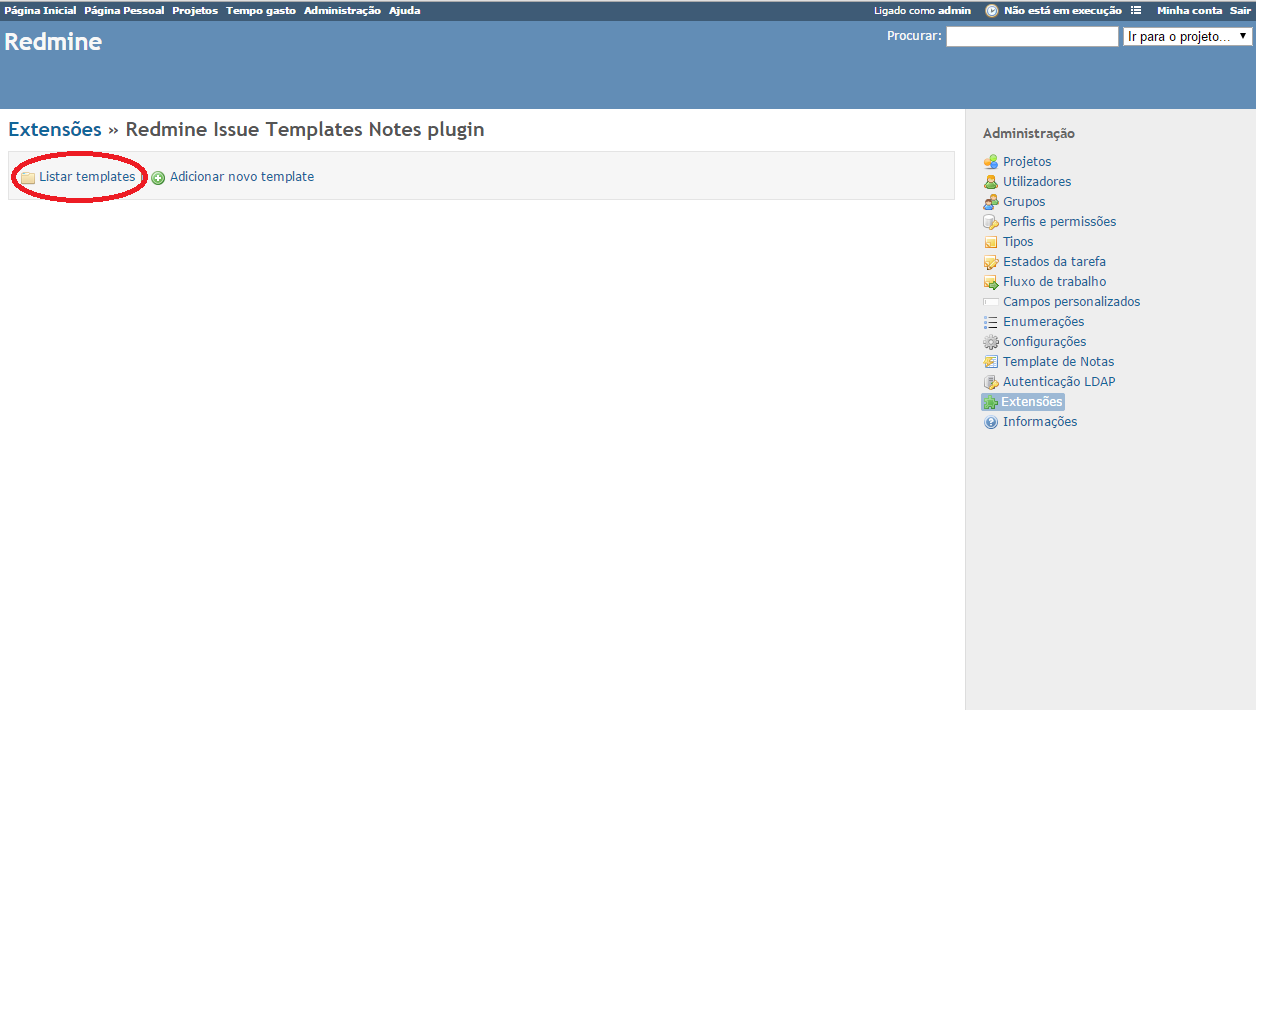 Página Inicial Página Pessoal Projetos Tempo gasto Administração Ajuda Ligado como admin Não está em execução Minha conta Sair
Redmine Procurar: Ir para o projeto...
Extensões » Redmine Issue Templates Notes plugin
Listar templates Adicionar novo template
Administração
Projetos
Utilizadores
Grupos
Perfis e permissões
Tipos
Estados da tarefa
Fluxo de trabalho
Campos personalizados
Enumerações
Configurações
Template de Notas
Autenticação LDAP
Extensões
Informações